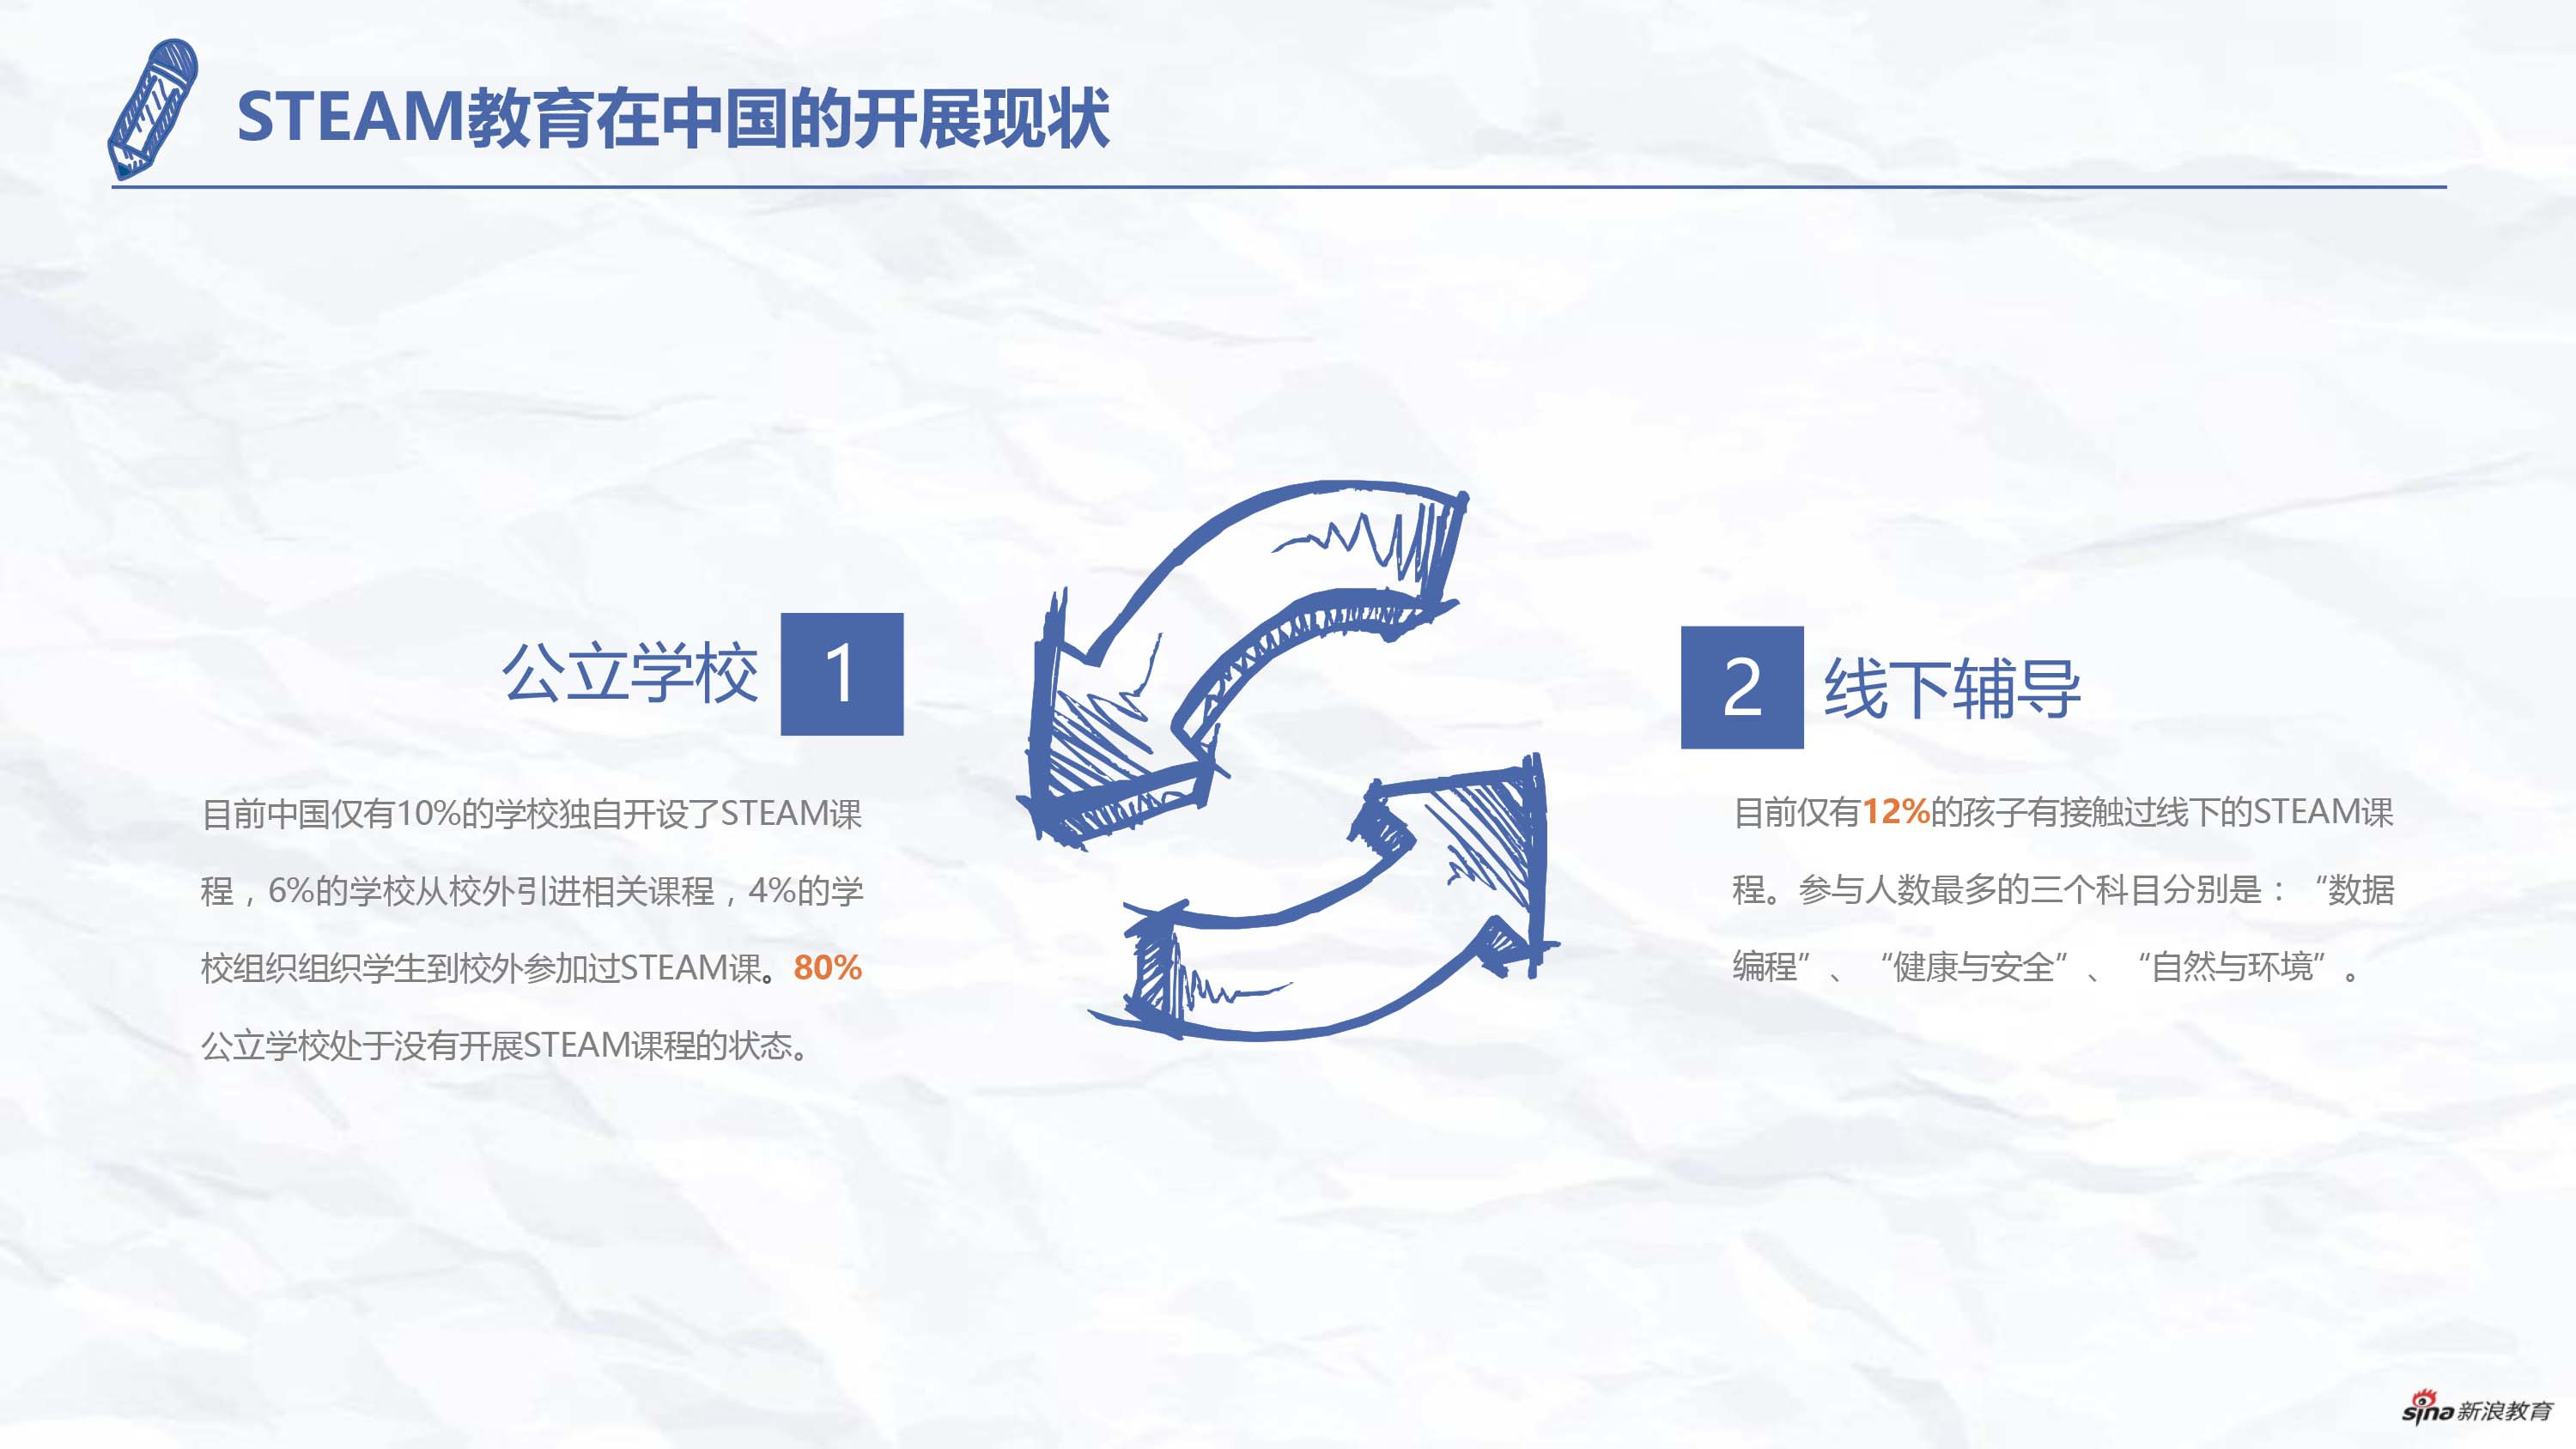 STEAM教育在中国的开展现状
公立学校 1
目前中国仅有10%的学校独自开设了STEAM课
程，6%的学校从校外引进相关课程，4%的学
校组织组织学生到校外参加过STEAM课。80%
公立学校处于没有开展STEAM课程的状态。
2 线下辅导
目前仅有12%的孩子有接触过线下的STEAM课
程。参与人数最多的三个科目分别是：“数据
编程”、“健康与安全”、“自然与环境”。
sina新浪教育